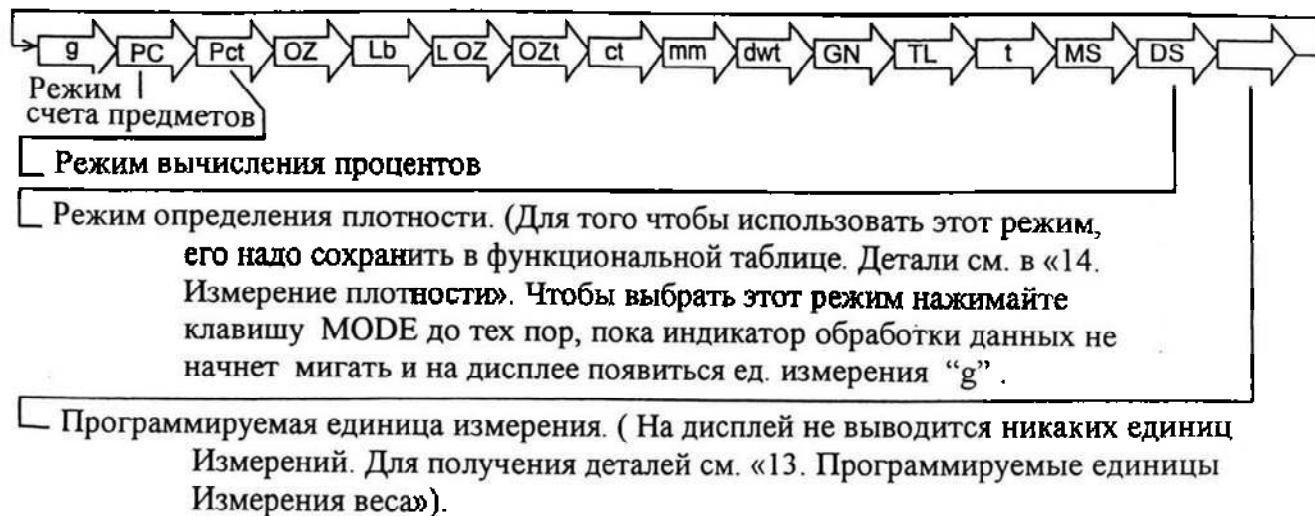 g PC Pct OZ Lb L OZ OZt ct mm dwt GN TL t MS DS
Режим
счета предметов
Режим вычисления процентов
Режим определения плотности. (Для того чтобы использовать этот режим,
его надо сохранить в функциональной таблице. Детали см. в «14.
Измерение плотности». Чтобы выбрать этот режим нажимайте
клавишу MODE до тех пор, пока индикатор обработки данных не
начнет мигать и на дисплее появиться ед. измерения “g” .
Программируемая единица измерения. ( На дисплей не выводится никаких единиц
Измерений. Для получения деталей см. «13. Программируемые единицы
Измерения веса»).